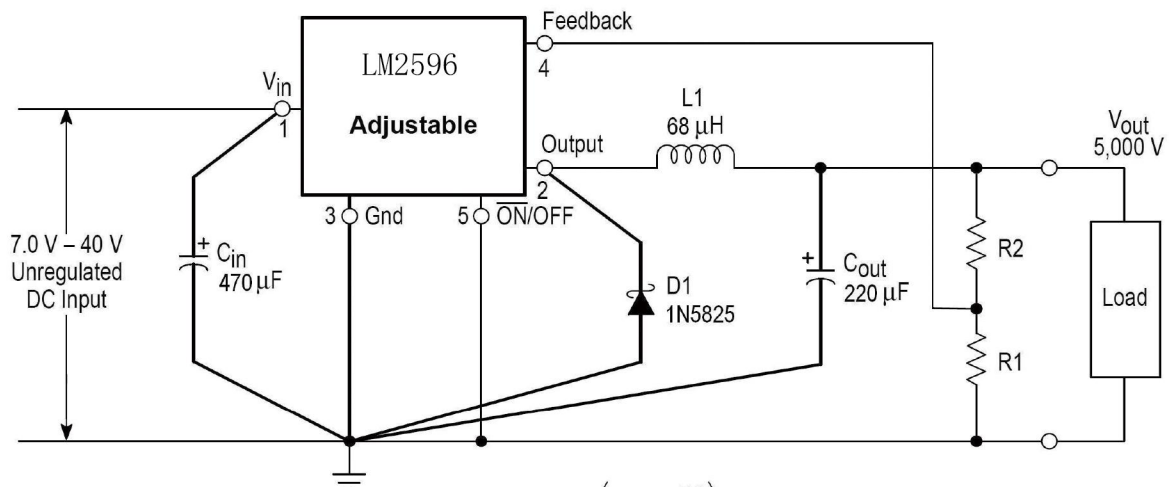 Feedback
4
LM2596
Adjustable
Vin
1
Output
2
3 Gnd
5 ON/OFF
L1
68 μH
Vout
5,000 V
7.0 V – 40 V
Unregulated
DC Input
+
Cin
470 μF
D1
1N5825
+
Cout
220 μF
R2
R1
Load